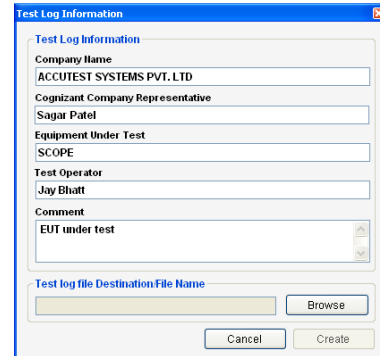 Test Log Information
Test Log Information
Company Name
ACCUTEST SYSTEMS PVT. LTD
Cognizant Company Representative
Sagar Patel
Equipment Under Test
SCOPE
Test Operator
Jay Bhatt
Comment
EUT under test
Test log file Destination/File Name
Browse
Cancel Create